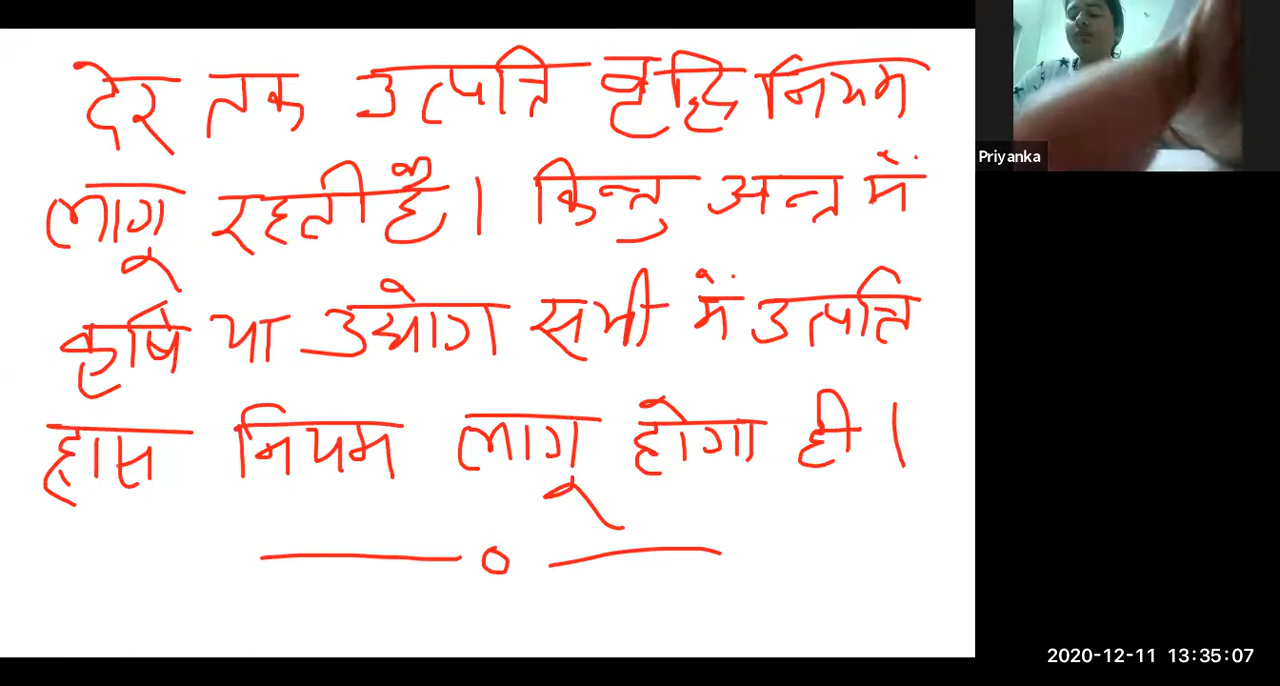 देर तक उत्पत्ति वृद्धि नियम
लागू रहती है। किन्तु अन्त में
कृषि या उद्योग सभी में उत्पत्ति
ह्रास नियम लागू होगा ही।
Priyanka
2020-12-11 13:35:07